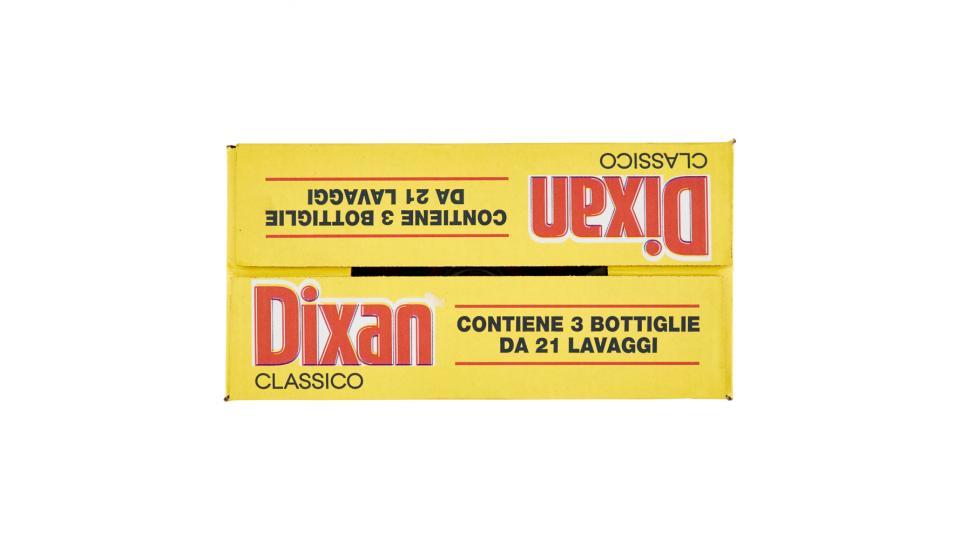 CLASSICO
Dixan
CONTIENE 3 BOTTIGLIE
DA 21 LAVAGGI
Dixan
CLASSICO
CONTIENE 3 BOTTIGLIE
DA 21 LAVAGGI